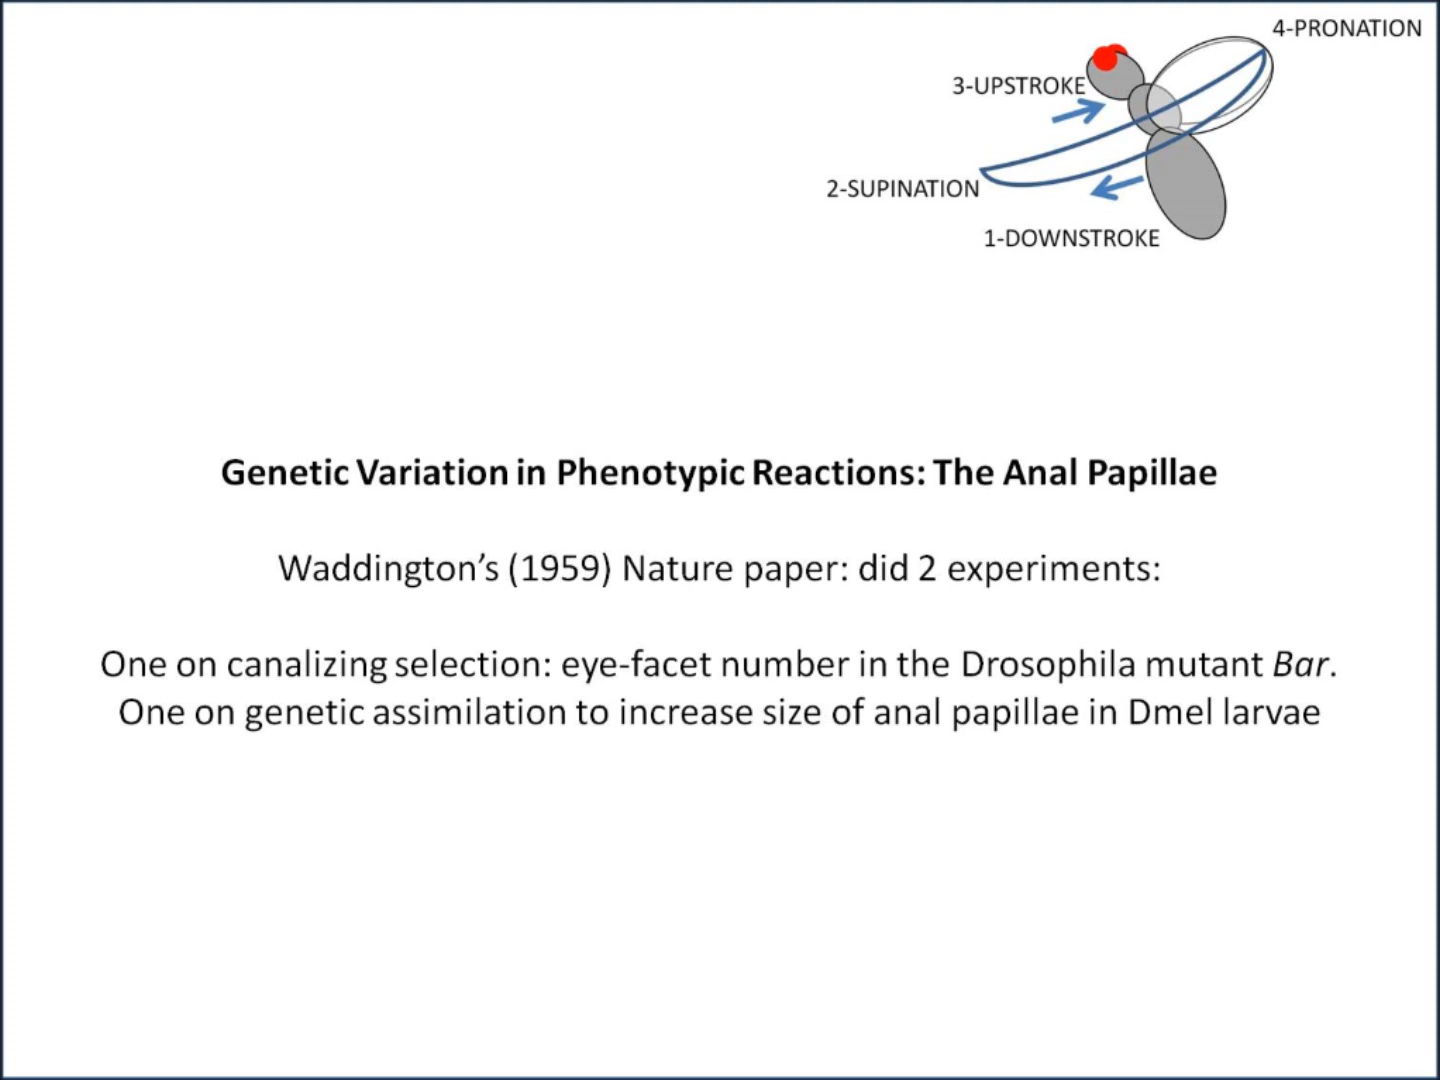 4-PRONATION
3-UPSTROKE
2-SUPINATION
1-DOWNSTROKE
Genetic Variation in Phenotypic Reactions: The Anal Papillae
Waddington’s (1959) Nature paper: did 2 experiments:
One on canalizing selection: eye-facet number in the Drosophila mutant Bar.
One on genetic assimilation to increase size of anal papillae in Dmel larvae